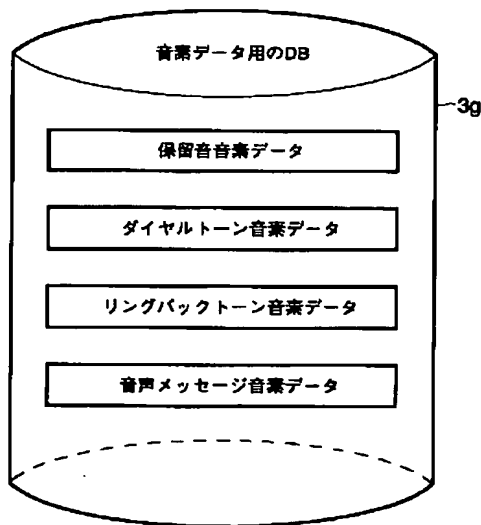 音素データ用のDB
3g
保留音音素データ
ダイヤルトーン音素データ
リングバックトーン音素データ
音声メッセージ音素データ